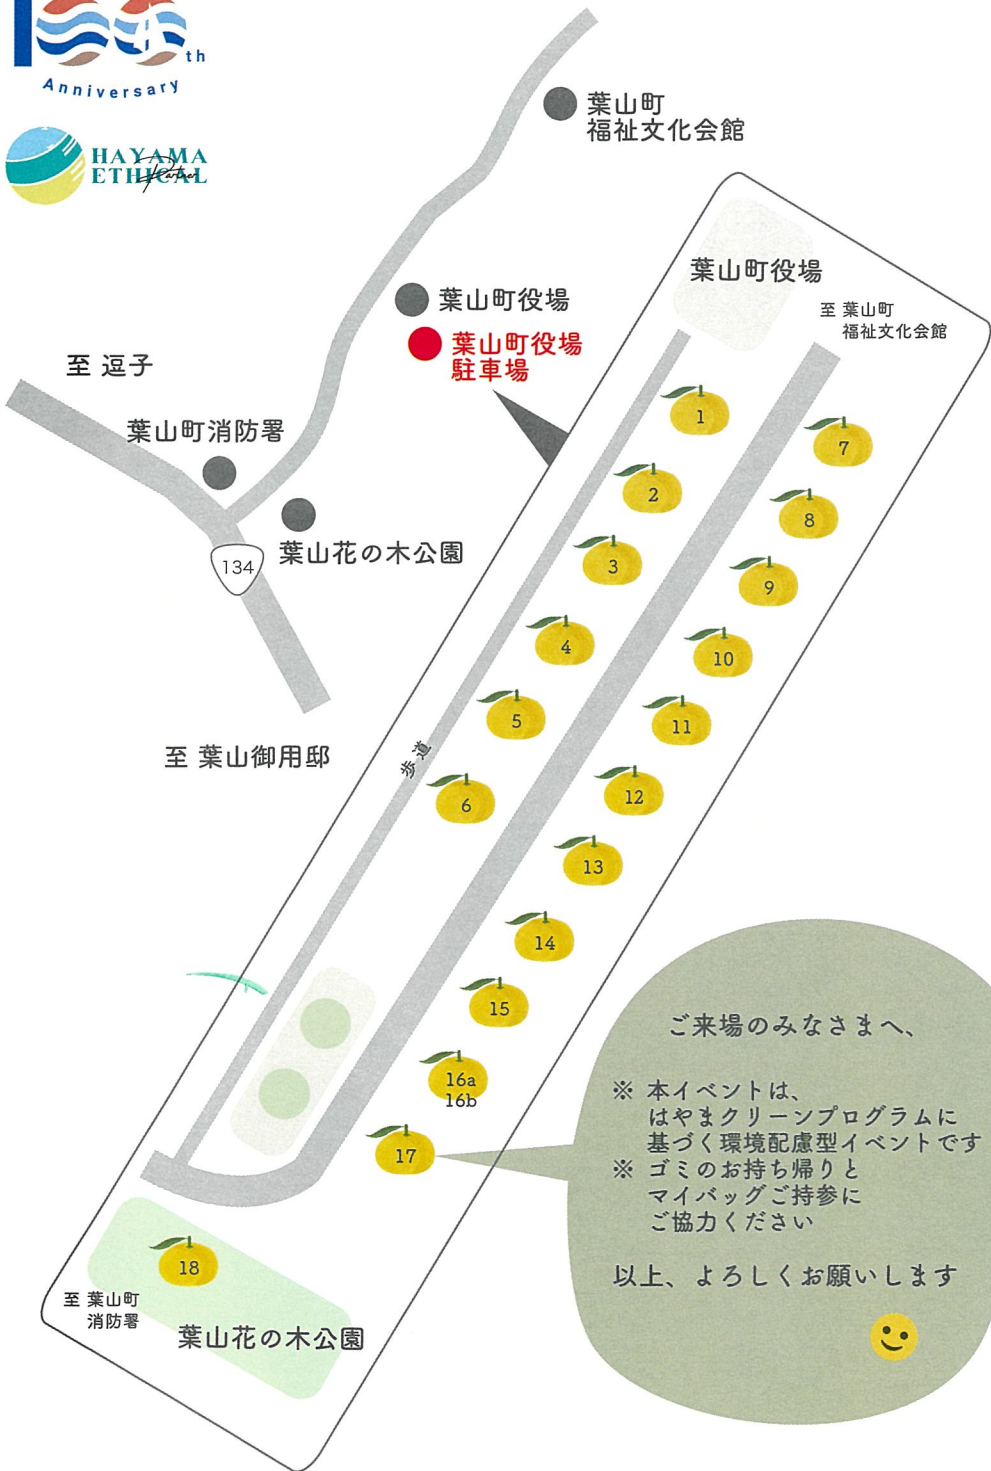 100th
Anniversary
HAYAMA
ETHICAL
Partner
葉山町
福祉文化会館
葉山町役場
葉山町役場
駐車場
至 逗子
葉山町消防署
葉山花の木公園
134
至 葉山御用邸
葉山町役場
至 葉山町
福祉文化会館
歩道
1
2
3
4
5
6
7
8
9
10
11
12
13
14
15
16a
16b
17
18
至 葉山町
消防署
葉山花の木公園
ご来場のみなさまへ、
※ 本イベントは、
はやまクリーンプログラムに
基づく環境配慮型イベントです
※ ゴミのお持ち帰りと
マイバッグご持参に
ご協力ください
以上、よろしくお願いします